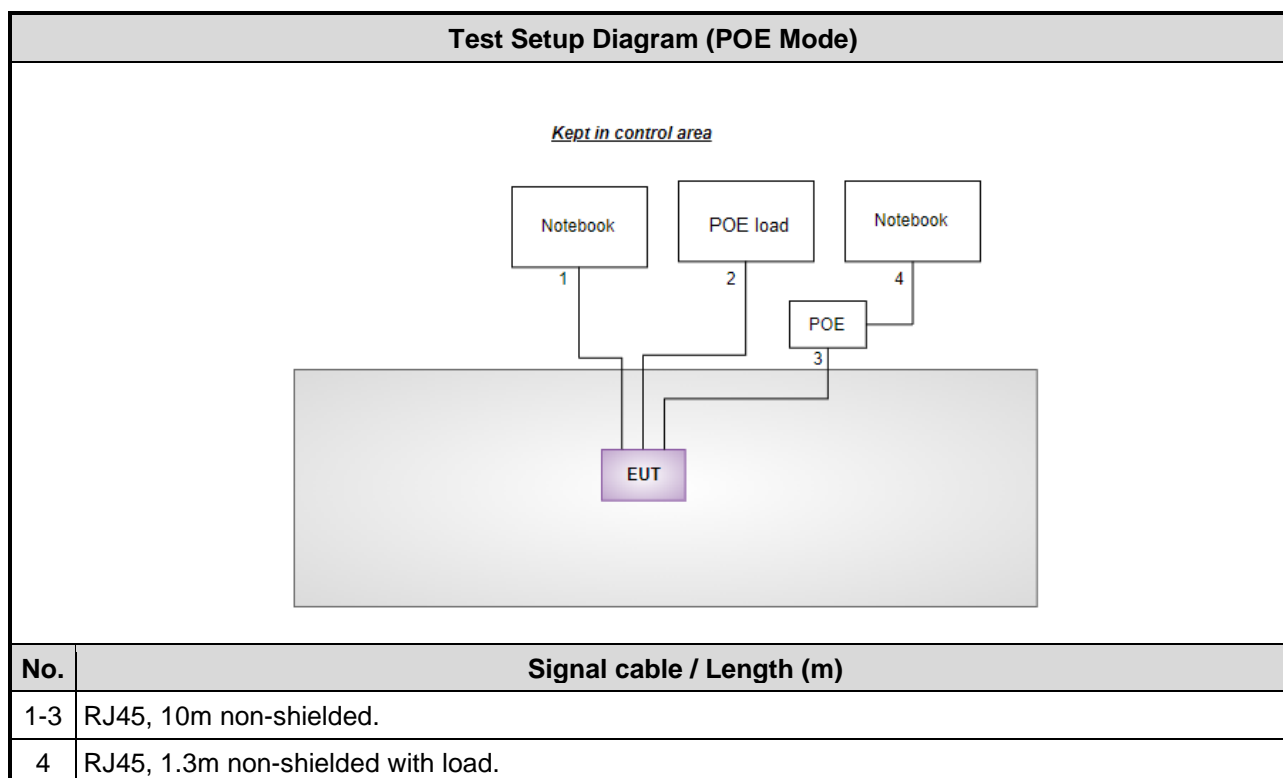 Test Setup Diagram (POE Mode)
Kept in control area
Notebook
POE load
Notebook
1
2
4
POE
3
EUT
No. Signal cable / Length (m)
1-3 RJ45, 10m non-shielded.
4 RJ45, 1.3m non-shielded with load.